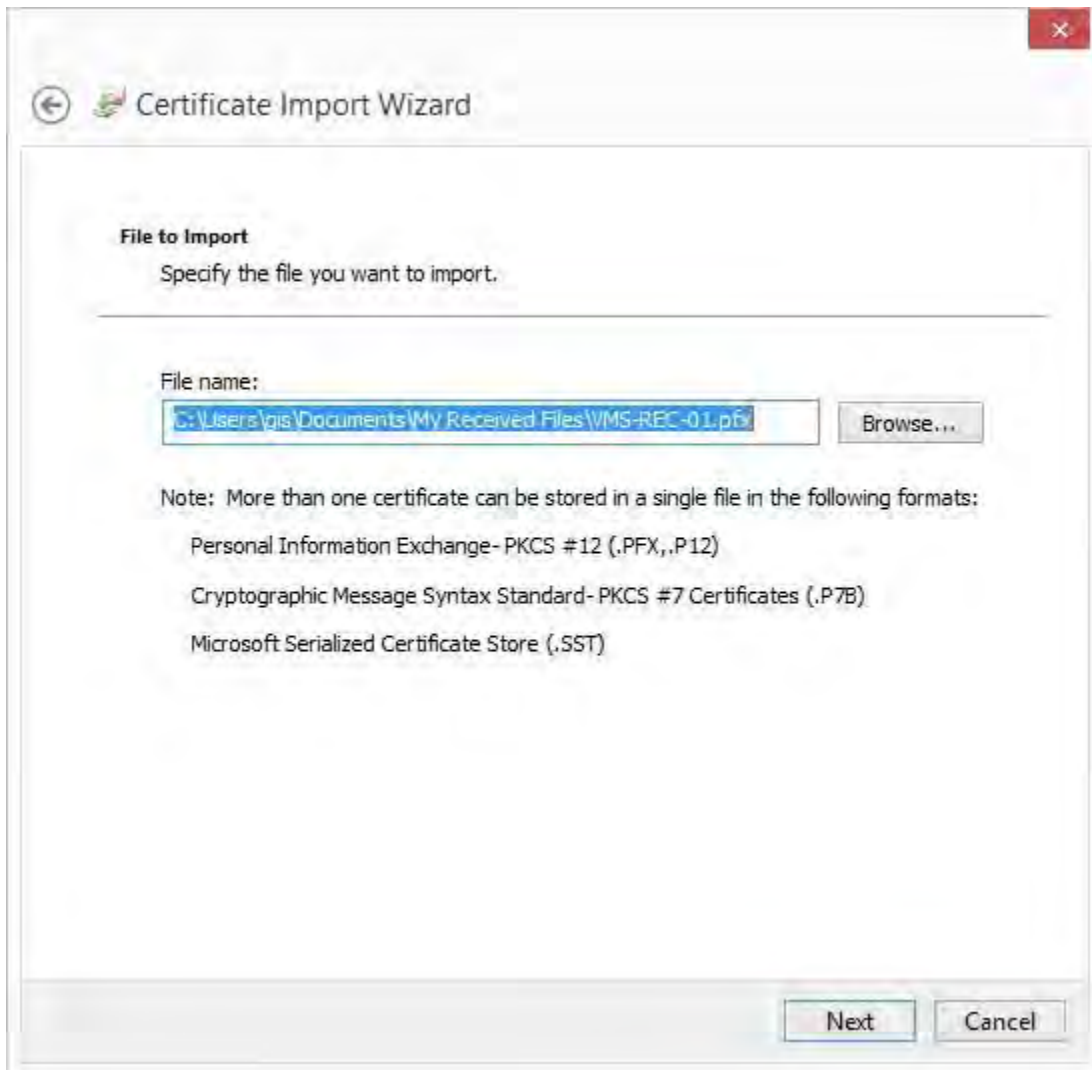 Certificate Import Wizard
File to Import
Specify the file you want to import.
File name:
C:\Users\gis\Documents\My Received Files\VMS-REC-01.pfx
Browse...
Note: More than one certificate can be stored in a single file in the following formats:
Personal Information Exchange- PKCS #12 (.PFX,.P12)
Cryptographic Message Syntax Standard- PKCS #7 Certificates (.P7B)
Microsoft Serialized Certificate Store (.SST)
Next
Cancel